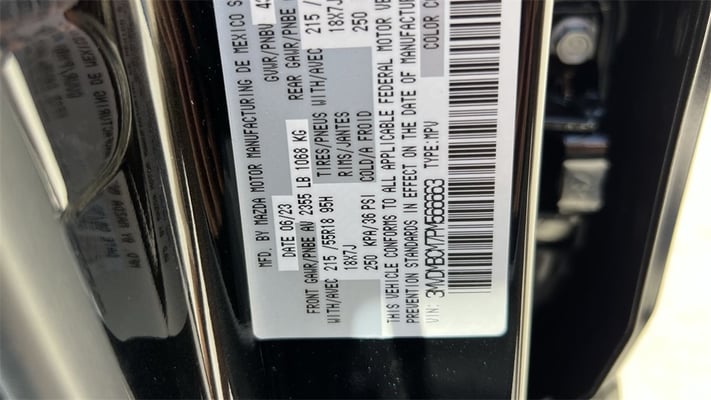 MFD. BY MAZDA MOTOR MANUFACTURING DE MEXICO S
DATE 06/23 GVWR/PNBV
FRONT GAWR/PNBE AV 2355 LB 1068 KG REAR GAWR/PNBE
WITH/AVEC 215 /55R18 95H TIRES/PNEUS WITH/AVEC 215 /
18X7J RIMS/JANTES 18X7J
250 KPA/36 PSI COLD/A FROID 250
THIS VEHICLE CONFORMS TO ALL APPLICABLE FEDERAL MOTOR VE
PREVENTION STANDARDS IN EFFECT ON THE DATE OF MANUFACTUR
VIN: TYPE:MPV COLOR CO